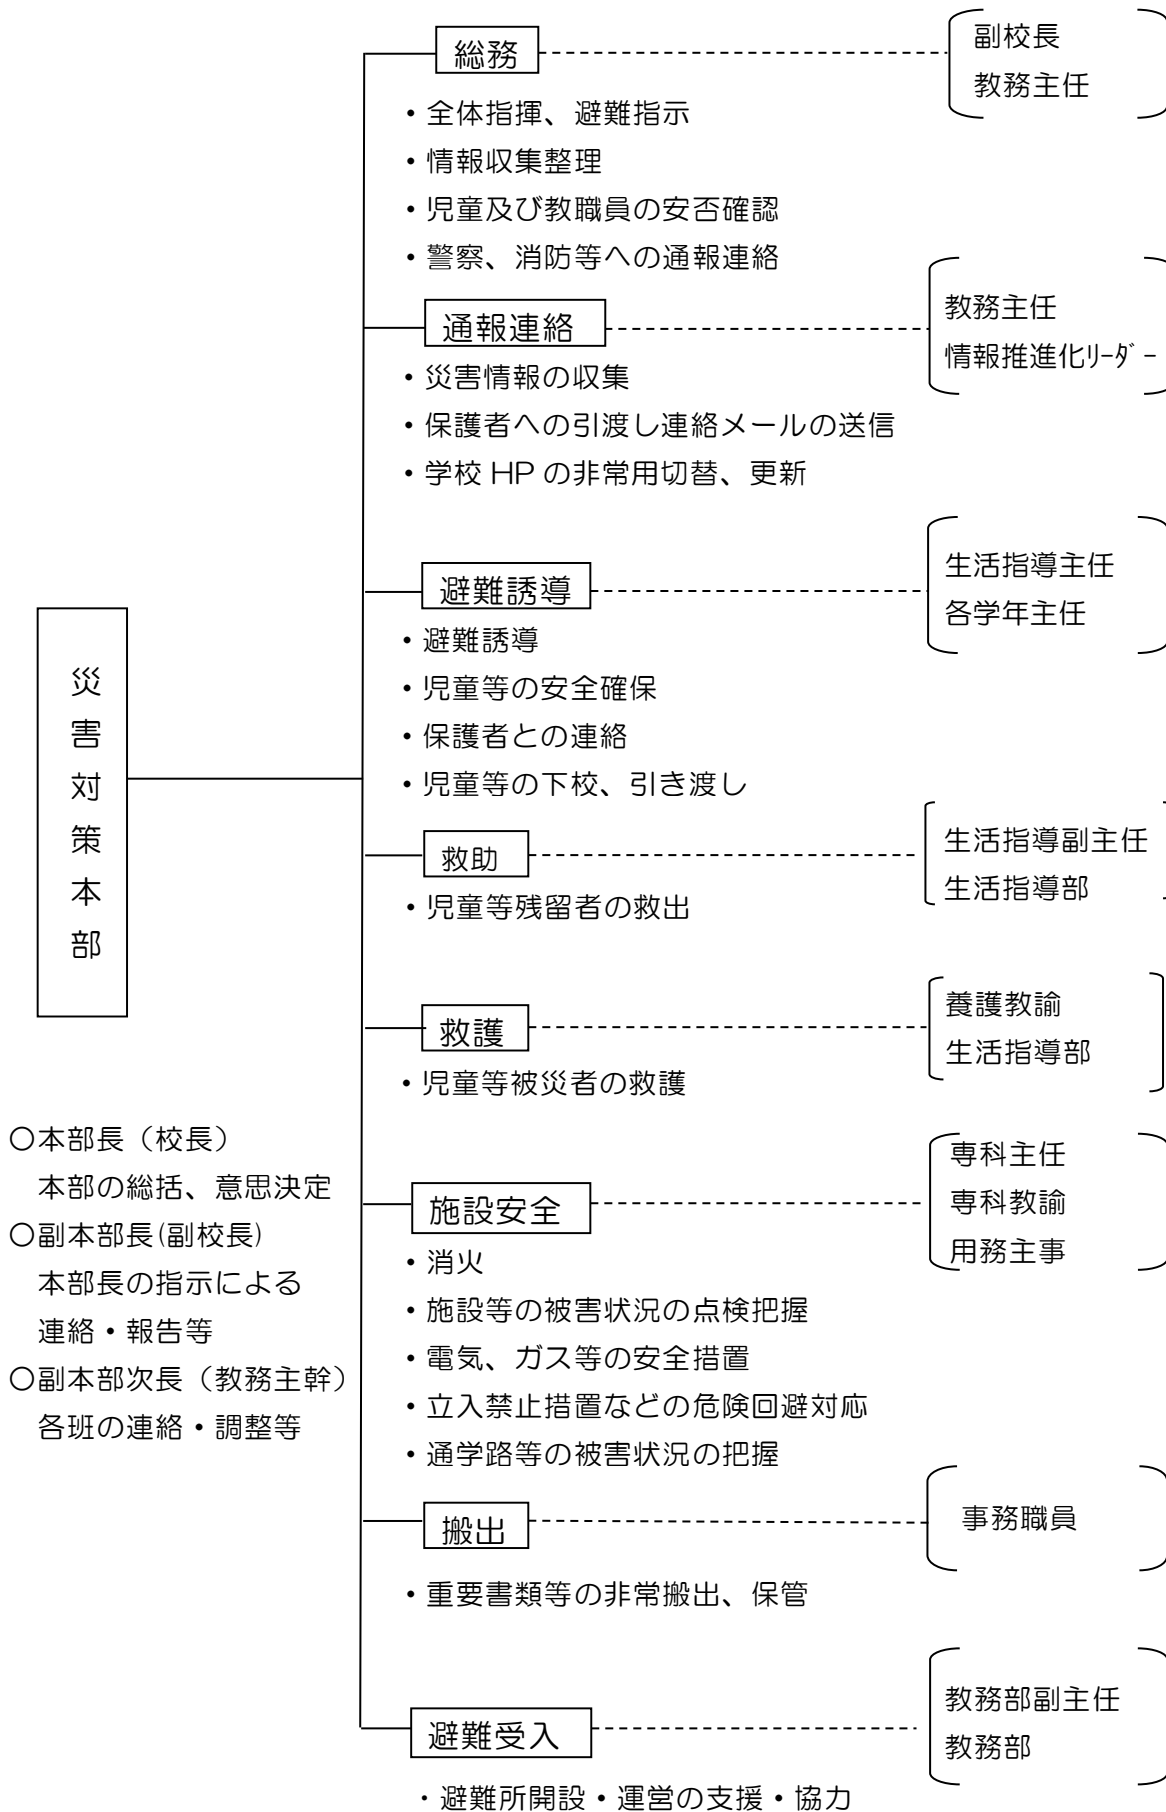 総務
副校長
教務主任
・全体指揮、避難指示
・情報収集整理
・児童及び教職員の安否確認
・警察、消防等への通報連絡
通報連絡
教務主任
情報推進化ﾘｰﾀﾞｰ
・災害情報の収集
・保護者への引渡し連絡メールの送信
・学校 HP の非常用切替、更新
避難誘導
生活指導主任
各学年主任
・避難誘導
・児童等の安全確保
・保護者との連絡
・児童等の下校、引き渡し
災害対策本部
救助
生活指導副主任
生活指導部
・児童等残留者の救出
救護
養護教諭
生活指導部
・児童等被災者の救護
〇本部長（校長）
本部の総括、意思決定
〇副本部長(副校長)
本部長の指示による
連絡・報告等
〇副本部次長（教務主幹）
各班の連絡・調整等
施設安全
専科主任
専科教諭
用務主事
・消火
・施設等の被害状況の点検把握
・電気、ガス等の安全措置
・立入禁止措置などの危険回避対応
・通学路等の被害状況の把握
搬出
事務職員
・重要書類等の非常搬出、保管
避難受入
教務部副主任
教務部
・避難所開設・運営の支援・協力